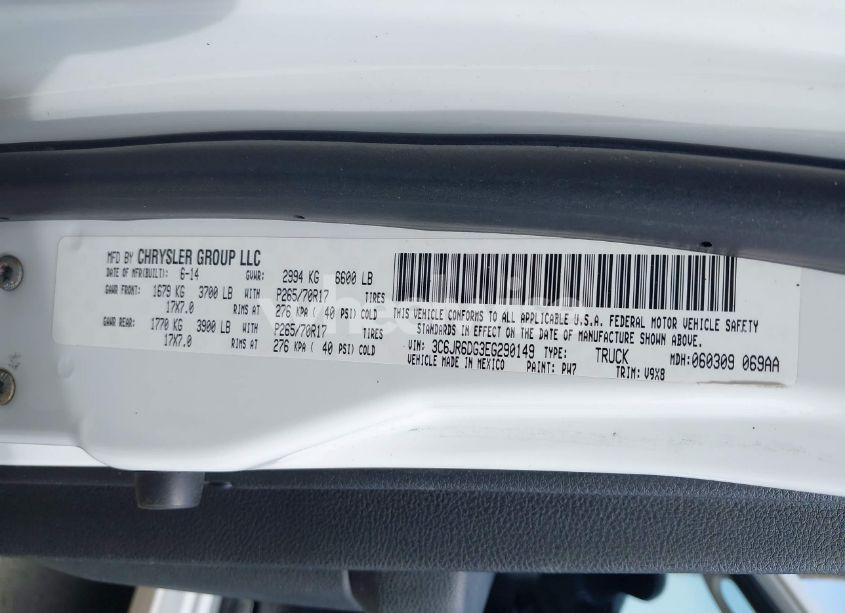 MFD BY CHRYSLER GROUP LLC
DATE OF MFR(BUILT): 6-14 GVWR: 2994 KG 6600 LB
GAWR FRONT: 1679 KG 3700 LB WITH P265/70R17 TIRES
17X7.0 RIMS AT 276 KPA ( 40 PSI) COLD
GAWR REAR: 1770 KG 3900 LB WITH P265/70R17 TIRES
17X7.0 RIMS AT 276 KPA ( 40 PSI) COLD
THIS VEHICLE CONFORMS TO ALL APPLICABLE U.S.A. FEDERAL MOTOR VEHICLE SAFETY
STANDARDS IN EFFECT ON THE DATE OF MANUFACTURE SHOWN ABOVE.
VIN: 3C6JR6DG3EG290149 TYPE: TRUCK MDH: 060309 069AA
VEHICLE MADE IN MEXICO PAINT: PW7 TRIM: V9X8